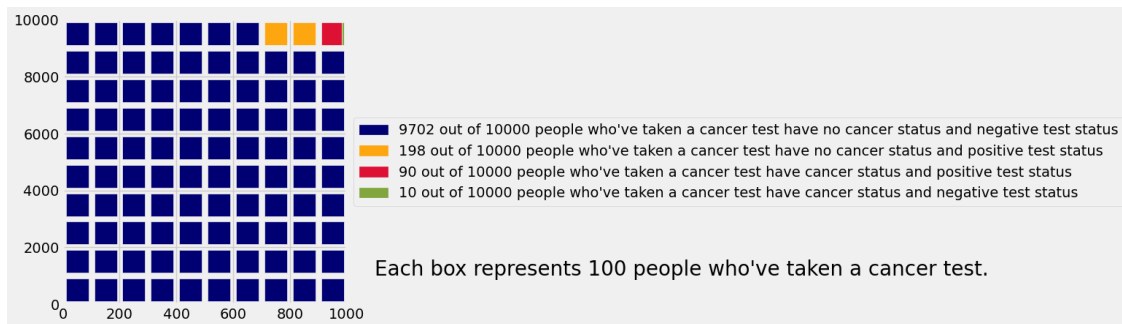 10000
8000
6000
4000
2000
0
0 200 400 600 800 1000
9702 out of 10000 people who've taken a cancer test have no cancer status and negative test status
198 out of 10000 people who've taken a cancer test have no cancer status and positive test status
90 out of 10000 people who've taken a cancer test have cancer status and positive test status
10 out of 10000 people who've taken a cancer test have cancer status and negative test status
Each box represents 100 people who've taken a cancer test.